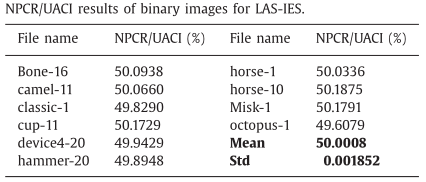 NPCR/UACI results of binary images for LAS-IES.
File name NPCR/UACI (%) File name NPCR/UACI (%)
Bone-16 50.0938 horse-1 50.0336
camel-11 50.0660 horse-10 50.1875
classic-1 49.8290 Misk-1 50.1791
cup-11 50.1729 octopus-1 49.6079
device4-20 49.9429 Mean 50.0008
hammer-20 49.8948 Std 0.001852